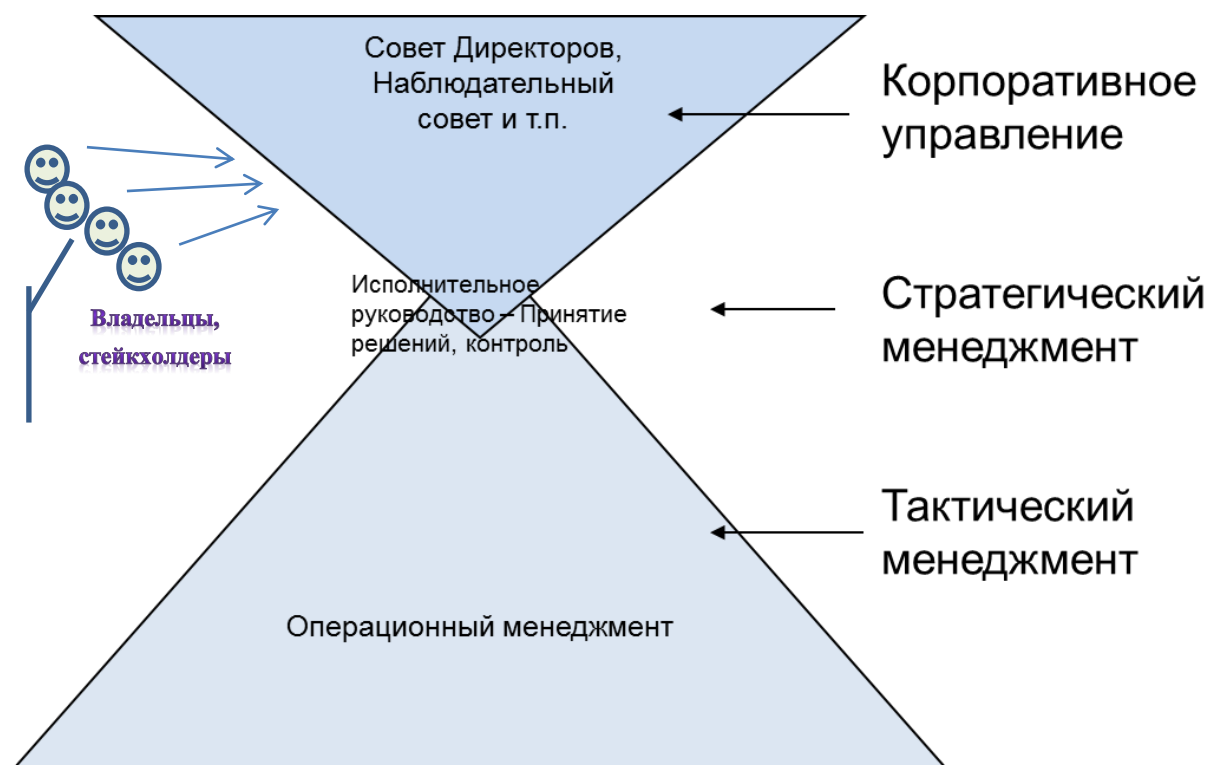 Совет Директоров,
Наблюдательный
совет и т.п.
Корпоративное
управление
Владельцы,
стейкхолдеры
Исполнительное
руководство – Принятие
решений, контроль
Стратегический
менеджмент
Тактический
менеджмент
Операционный менеджмент